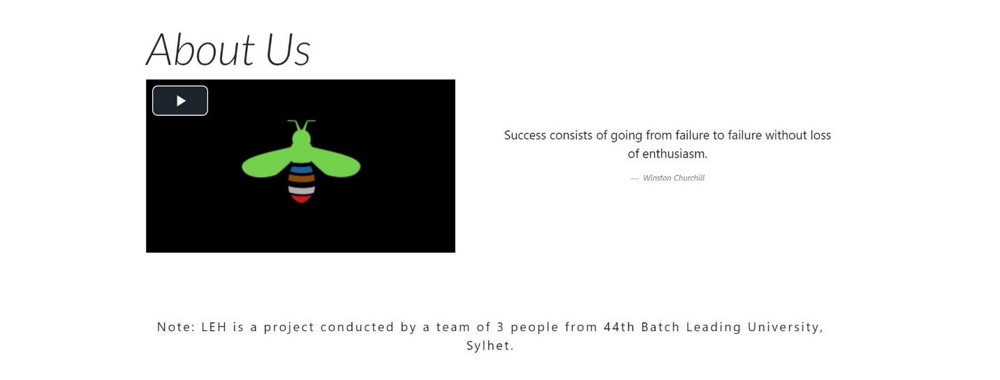 About Us
Success consists of going from failure to failure without loss
of enthusiasm.
— Winston Churchill
Note: LEH is a project conducted by a team of 3 people from 44th Batch Leading University,
Sylhet.